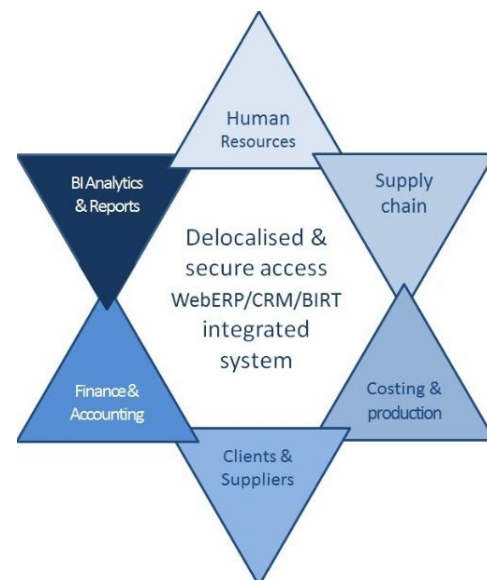 Human
Resources
BI Analytics
& Reports
Supply
chain
Delocalised &
secure access
WebERP/CRM/BIRT
integrated
system
Finance &
Accounting
Costing &
production
Clients &
Suppliers